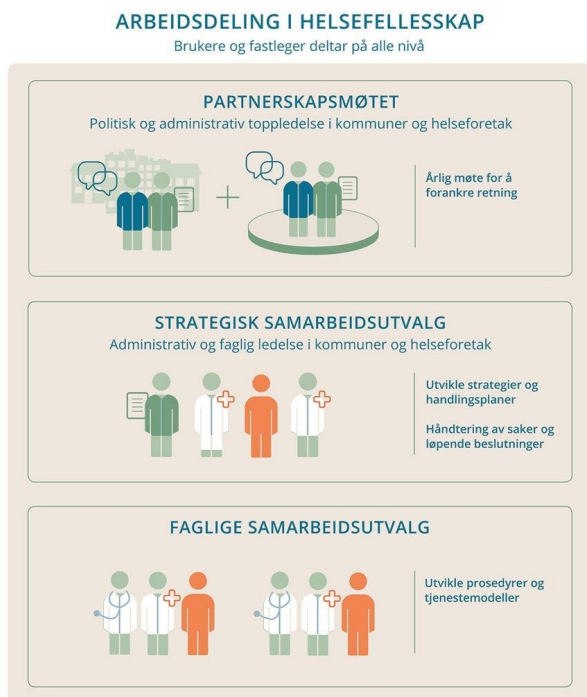 ARBEIDSDELING I HELSEFELLESSKAP
Brukere og fastleger deltar på alle nivå
PARTNERSKAPSMØTET
Politisk og administrativ toppledelse i kommuner og helseforetak
Årlig møte for å
forankre retning
STRATEGISK SAMARBEIDSUTVALG
Administrativ og faglig ledelse i kommuner og helseforetak
Utvikle strategier og
handlingsplaner
Håndtering av saker og
løpende beslutninger
FAGLIGE SAMARBEIDSUTVALG
Utvikle prosedyrer og
tjenestemodeller